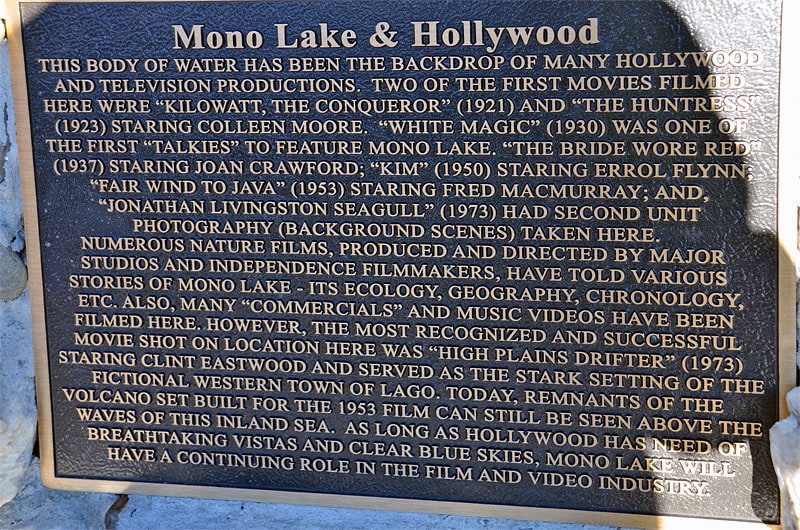 Mono Lake & Hollywood
THIS BODY OF WATER HAS BEEN THE BACKDROP OF MANY HOLLYWOOD
AND TELEVISION PRODUCTIONS. TWO OF THE FIRST MOVIES FILMED
HERE WERE "KILOWATT, THE CONQUEROR" (1921) AND "THE HUNTRESS"
(1923) STARING COLLEEN MOORE. "WHITE MAGIC" (1930) WAS ONE OF
THE FIRST "TALKIES" TO FEATURE MONO LAKE. "THE BRIDE WORE RED"
(1937) STARING JOAN CRAWFORD; "KIM" (1950) STARING ERROL FLYNN;
"FAIR WIND TO JAVA" (1953) STARING FRED MACMURRAY; AND,
"JONATHAN LIVINGSTON SEAGULL" (1973) HAD SECOND UNIT
PHOTOGRAPHY (BACKGROUND SCENES) TAKEN HERE.
NUMEROUS NATURE FILMS, PRODUCED AND DIRECTED BY MAJOR
STUDIOS AND INDEPENDENCE FILMMAKERS, HAVE TOLD VARIOUS
STORIES OF MONO LAKE - ITS ECOLOGY, GEOGRAPHY, CHRONOLOGY,
ETC. ALSO, MANY "COMMERCIALS" AND MUSIC VIDEOS HAVE BEEN
FILMED HERE. HOWEVER, THE MOST RECOGNIZED AND SUCCESSFUL
MOVIE SHOT ON LOCATION HERE WAS "HIGH PLAINS DRIFTER" (1973)
STARING CLINT EASTWOOD AND SERVED AS THE STARK SETTING OF THE
FICTIONAL WESTERN TOWN OF LAGO. TODAY, REMNANTS OF THE
VOLCANO SET BUILT FOR THE 1953 FILM CAN STILL BE SEEN ABOVE THE
WAVES OF THIS INLAND SEA. AS LONG AS HOLLYWOOD HAS NEED OF
BREATHTAKING VISTAS AND CLEAR BLUE SKIES, MONO LAKE WILL
HAVE A CONTINUING ROLE IN THE FILM AND VIDEO INDUSTRY.